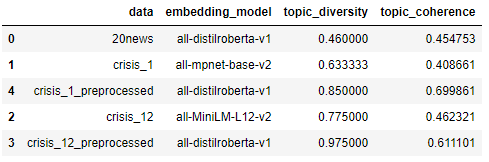 data embedding_model topic_diversity topic_coherence
0 20news all-distilroberta-v1 0.460000 0.454753
1 crisis_1 all-mpnet-base-v2 0.633333 0.408661
4 crisis_1_preprocessed all-distilroberta-v1 0.850000 0.699861
2 crisis_12 all-MiniLM-L12-v2 0.775000 0.462321
3 crisis_12_preprocessed all-distilroberta-v1 0.975000 0.611101